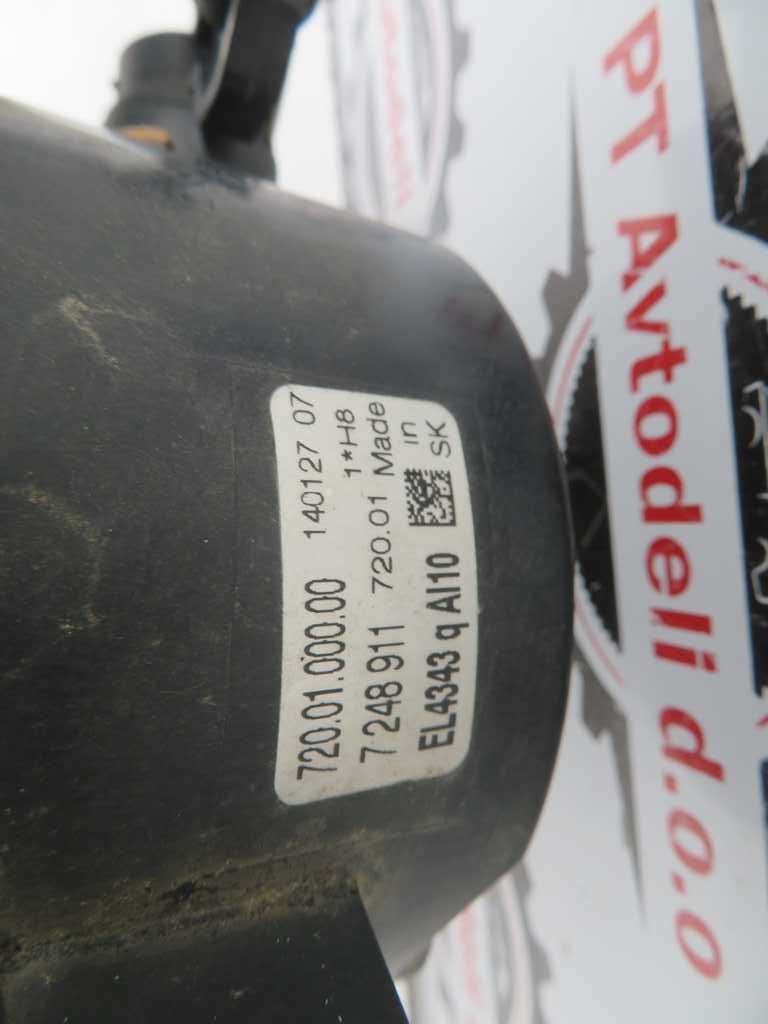 720.01.000.00 140127 07
1*H8
7 248 911 720.01 Made
in
EL4343 q AI10 SK
PT Avtodeli d.o.o